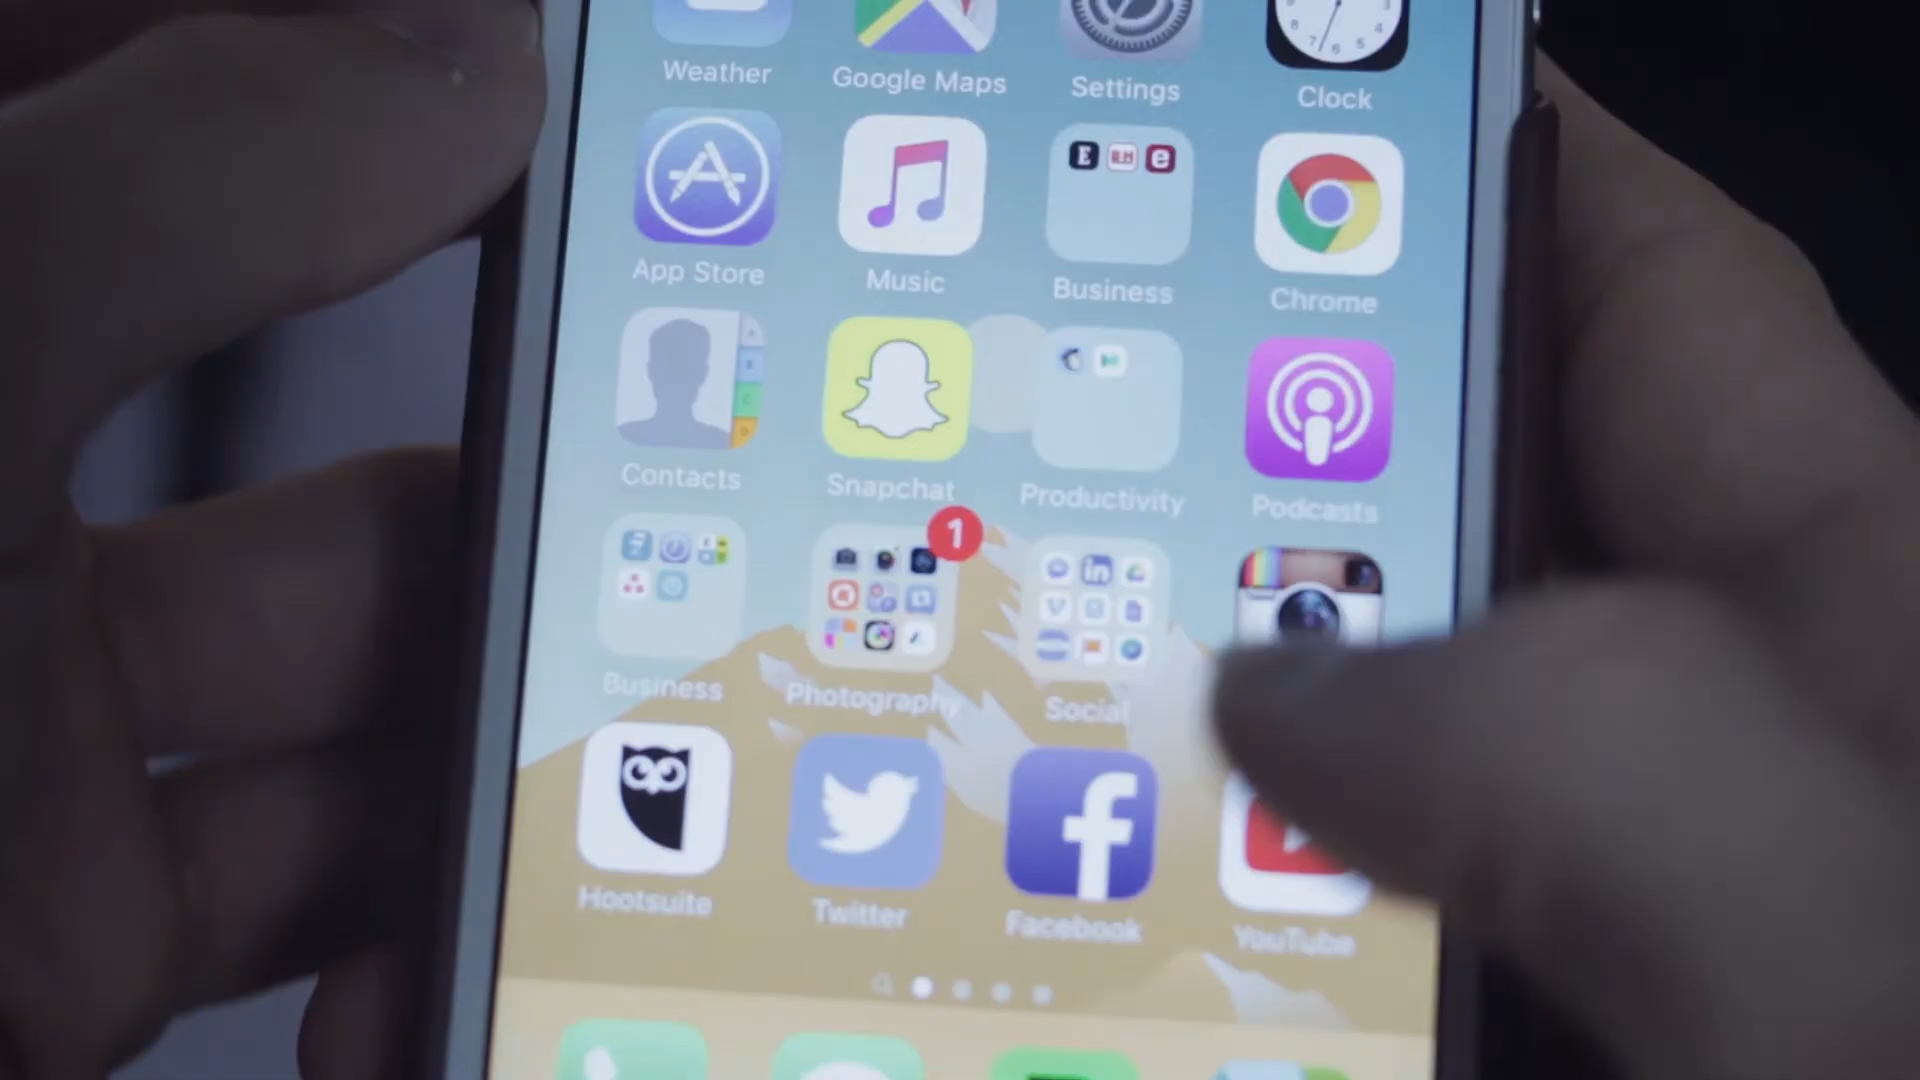 Weather Google Maps Settings Clock
App Store Music Business Chrome
Contacts Snapchat Productivity Podcasts
1
Business Photography Social
Hootsuite Twitter Facebook YouTube